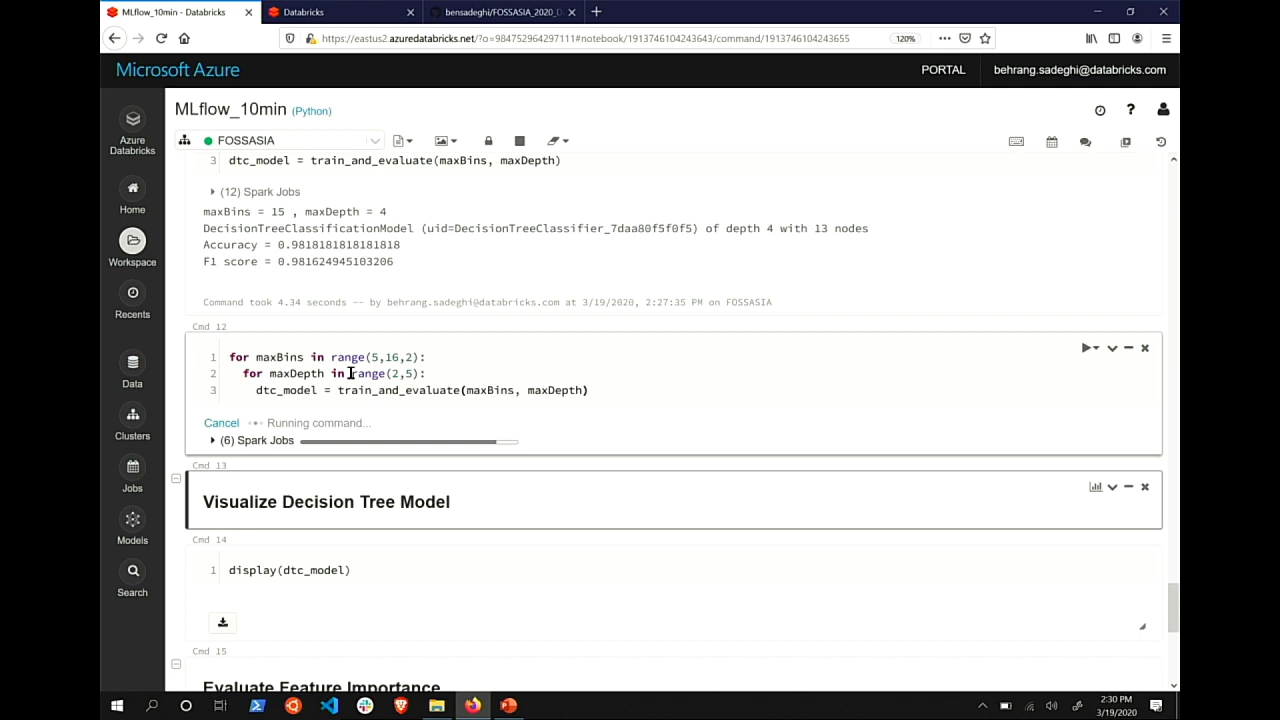 MLflow_10min - Databricks
Databricks
bensadeghi/FOSSASIA_2020_D
https://eastus2.azuredatabricks.net/?o=984752964297111#notebook/1913746104243643/command/1913746104243655
120%
Microsoft Azure
PORTAL
behrang.sadeghi@databricks.com
Azure Databricks
Home
Workspace
Recents
Data
Clusters
Jobs
Models
Search
MLflow_10min (Python)
FOSSASIA
3 dtc_model = train_and_evaluate(maxBins, maxDepth)
(12) Spark Jobs
maxBins = 15 , maxDepth = 4
DecisionTreeClassificationModel (uid=DecisionTreeClassifier_7daa80f5f0f5) of depth 4 with 13 nodes
Accuracy = 0.9818181818181818
F1 score = 0.981624945103206
Command took 4.34 seconds -- by behrang.sadeghi@databricks.com at 3/19/2020, 2:27:35 PM on FOSSASIA
Cmd 12
1 for maxBins in range(5,16,2):
2 for maxDepth in range(2,5):
3 dtc_model = train_and_evaluate(maxBins, maxDepth)
Cancel Running command...
(6) Spark Jobs
Cmd 13
Visualize Decision Tree Model
Cmd 14
1 display(dtc_model)
Cmd 15
Evaluate Feature Importance
2:30 PM
3/19/2020